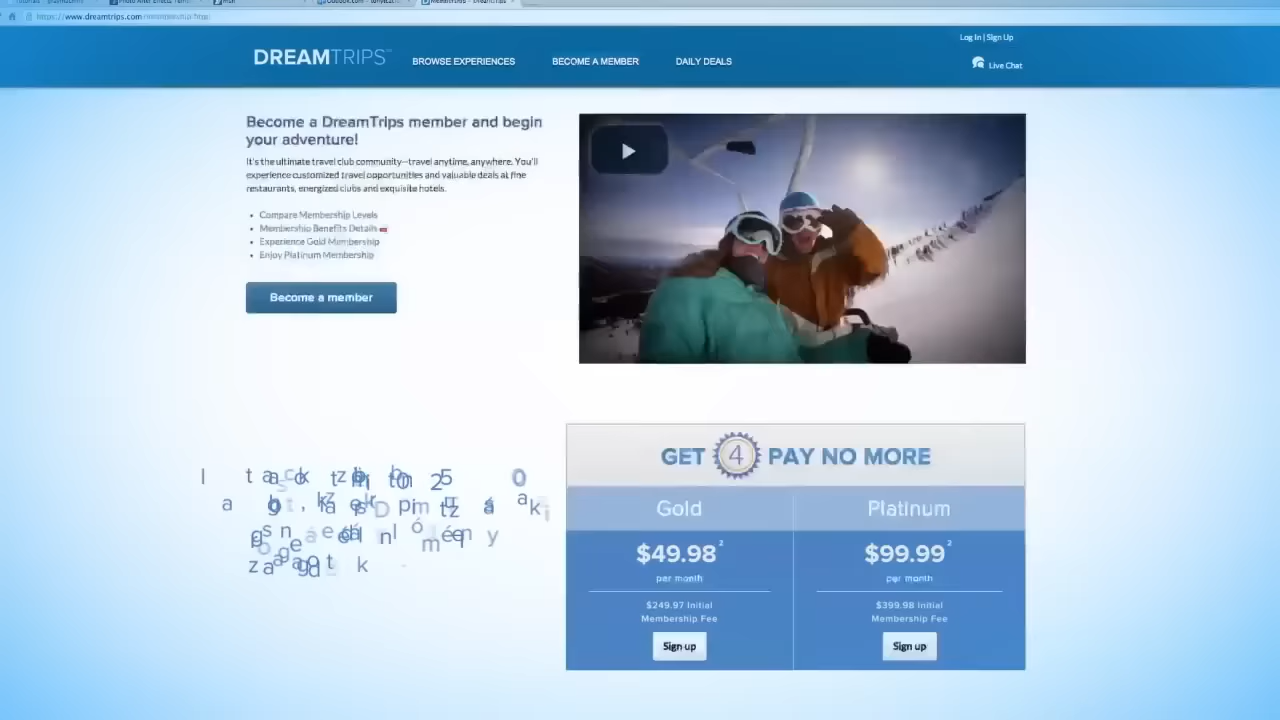 https://www.dreamtrips.com
Log In | Sign Up
DREAMTRIPS
BROWSE EXPERIENCES
BECOME A MEMBER
DAILY DEALS
Live Chat
Become a DreamTrips member and begin
your adventure!
It's the ultimate travel club community--travel anytime, anywhere. You'll
experience customized travel opportunities and valuable deals at fine
restaurants, energized clubs and exquisite hotels.
Compare Membership Levels
Membership Benefits Details
Experience Gold Membership
Enjoy Platinum Membership
Become a member
GET 4 PAY NO MORE
Gold
$49.98²
per month
$249.97 Initial
Membership Fee
Sign up
Platinum
$99.99²
per month
$399.98 Initial
Membership Fee
Sign up